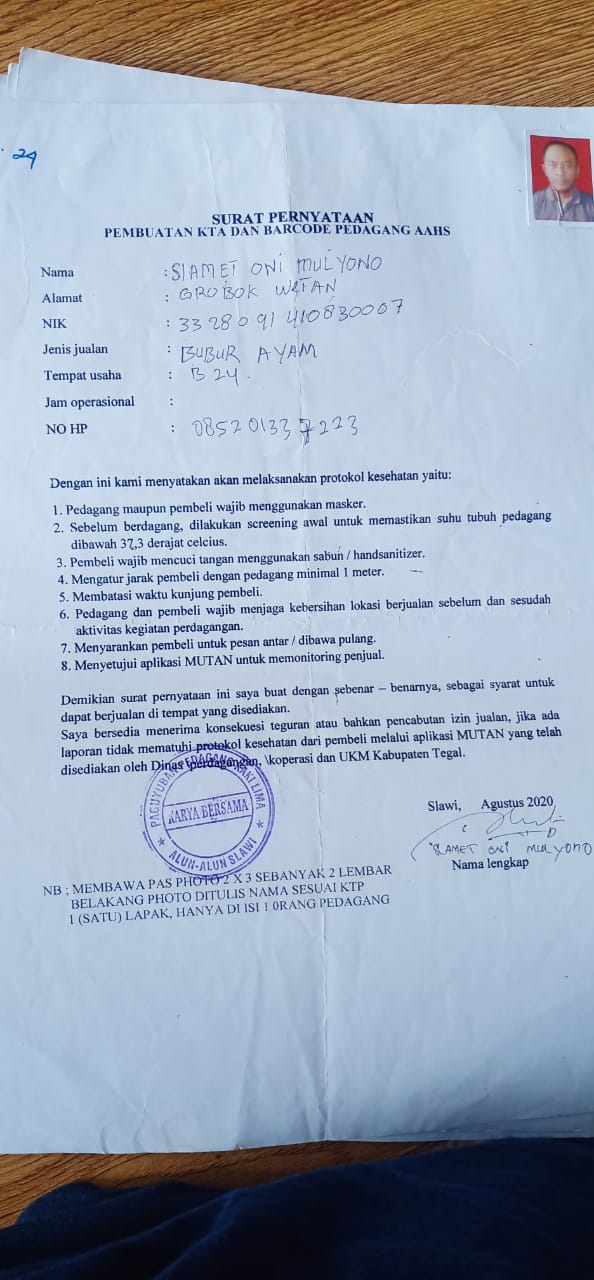 . 24
SURAT PERNYATAAN
PEMBUATAN KTA DAN BARCODE PEDAGANG AAHS
Nama : SLAMET ONI MULYONO
Alamat : GROBOK WETAN
NIK : 3328091410830007
Jenis jualan : BUBUR AYAM
Tempat usaha : B 24.
Jam operasional :
NO HP : 085201337223
Dengan ini kami menyatakan akan melaksanakan protokol kesehatan yaitu:
1. Pedagang maupun pembeli wajib menggunakan masker.
2. Sebelum berdagang, dilakukan screening awal untuk memastikan suhu tubuh pedagang
dibawah 37,3 derajat celcius.
3. Pembeli wajib mencuci tangan menggunakan sabun / handsanitizer.
4. Mengatur jarak pembeli dengan pedagang minimal 1 meter.
5. Membatasi waktu kunjung pembeli.
6. Pedagang dan pembeli wajib menjaga kebersihan lokasi berjualan sebelum dan sesudah
aktivitas kegiatan perdagangan.
7. Menyarankan pembeli untuk pesan antar / dibawa pulang.
8. Menyetujui aplikasi MUTAN untuk memonitoring penjual.
Demikian surat pernyataan ini saya buat dengan sebenar – benarnya, sebagai syarat untuk
dapat berjualan di tempat yang disediakan.
Saya bersedia menerima konsekuesi teguran atau bahkan pencabutan izin jualan, jika ada
laporan tidak mematuhi protokol kesehatan dari pembeli melalui aplikasi MUTAN yang telah
disediakan oleh Dinas \perdagangan, \koperasi dan UKM Kabupaten Tegal.
PAGUYUBAN PEDAGANG KAKI LIMA
KARYA BERSAMA
ALUN-ALUN SLAWI
Slawi, Agustus 2020
SLAMET ONI MULYONO
Nama lengkap
NB ; MEMBAWA PAS PHOTO 2 X 3 SEBANYAK 2 LEMBAR
BELAKANG PHOTO DITULIS NAMA SESUAI KTP
1 (SATU) LAPAK, HANYA DI ISI 1 0RANG PEDAGANG